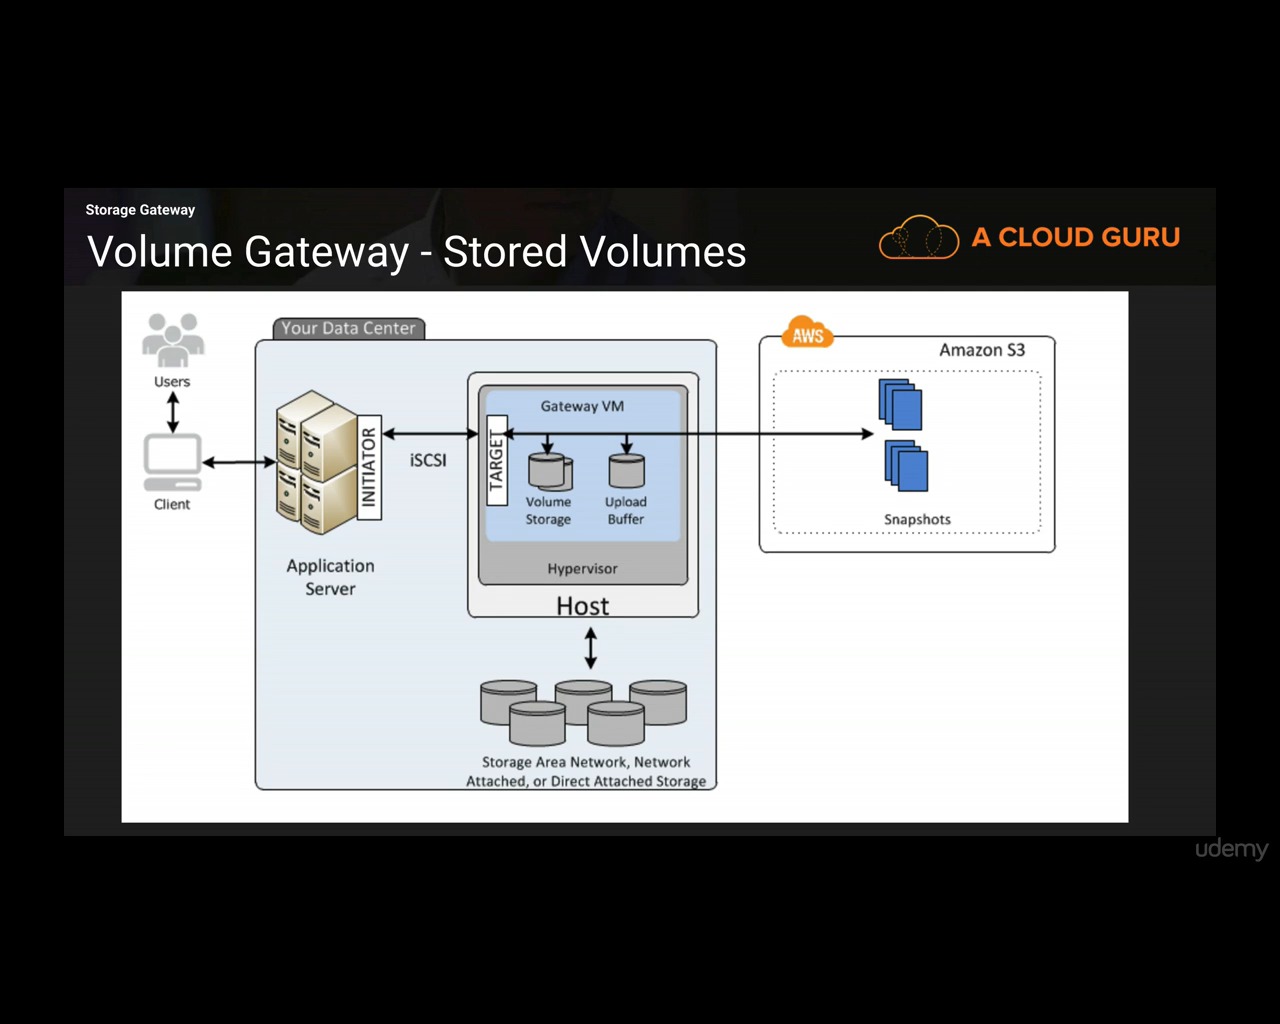 Storage Gateway
Volume Gateway - Stored Volumes
A CLOUD GURU
Users
Client
Your Data Center
Application
Server
INITIATOR
iSCSI
TARGET
Gateway VM
Volume
Storage
Upload
Buffer
Hypervisor
Host
Storage Area Network, Network
Attached, or Direct Attached Storage
AWS
Amazon S3
Snapshots
udemy